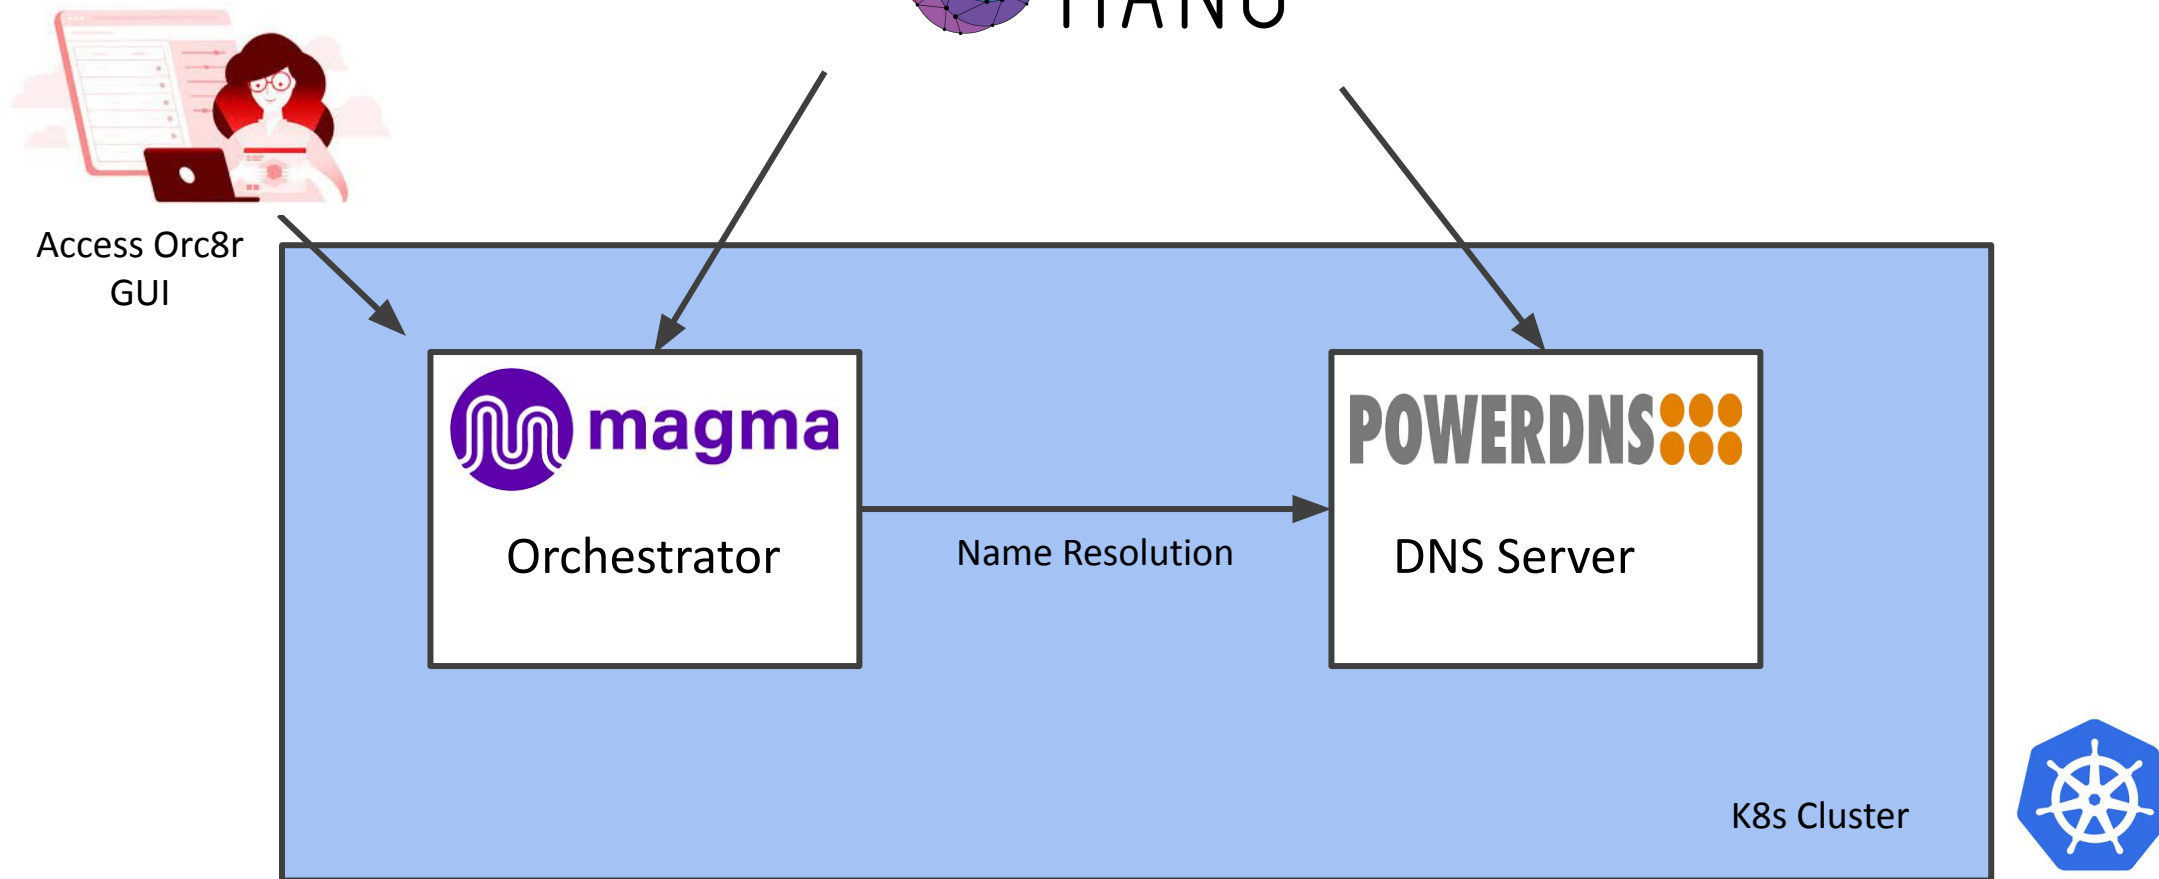 Access Orc8r
GUI
magma
Orchestrator
Name Resolution
POWERDNS
DNS Server
K8s Cluster